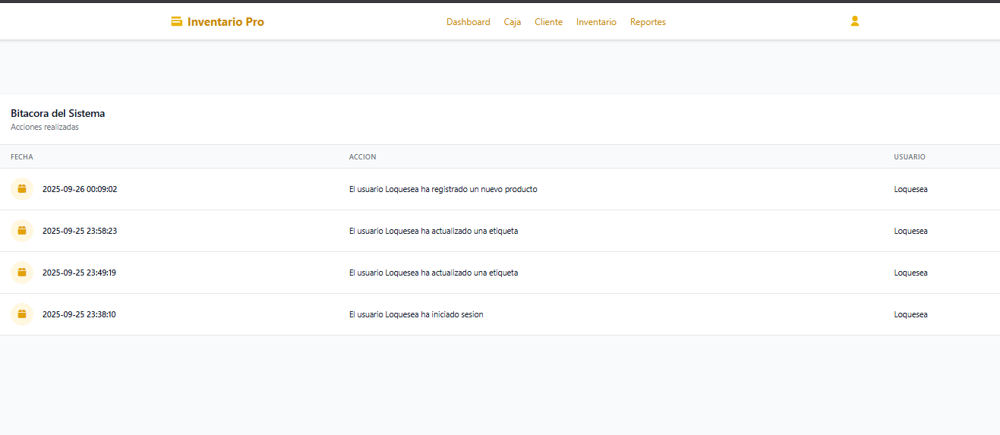 Inventario Pro Dashboard Caja Cliente Inventario Reportes
Bitacora del Sistema
Acciones realizadas
FECHA ACCION USUARIO
2025-09-26 00:09:02 El usuario Loquesea ha registrado un nuevo producto Loquesea
2025-09-25 23:58:23 El usuario Loquesea ha actualizado una etiqueta Loquesea
2025-09-25 23:49:19 El usuario Loquesea ha actualizado una etiqueta Loquesea
2025-09-25 23:38:10 El usuario Loquesea ha iniciado sesion Loquesea